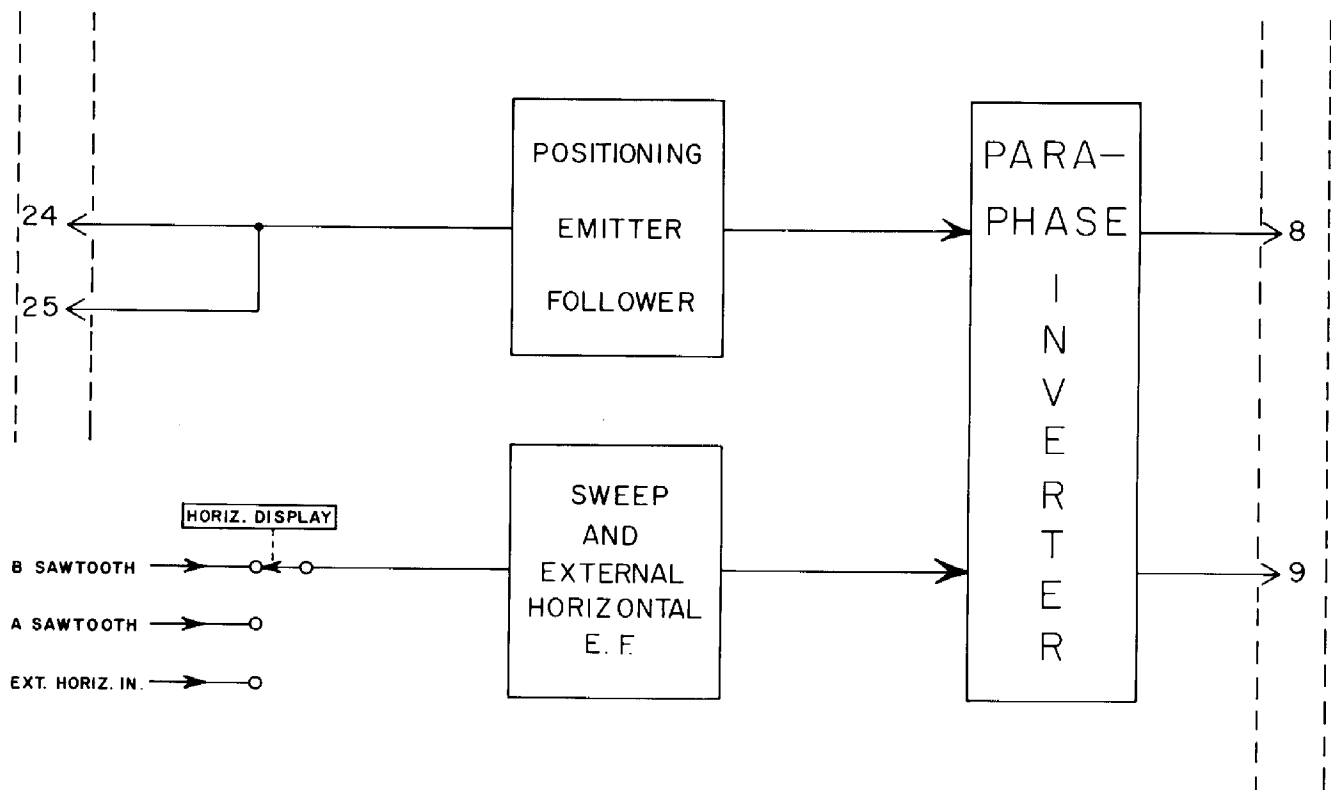 24
25
POSITIONING
EMITTER
FOLLOWER
PARA-
PHASE
INVERTER
8
9
HORIZ. DISPLAY
B SAWTOOTH
A SAWTOOTH
EXT. HORIZ. IN.
SWEEP
AND
EXTERNAL
HORIZONTAL
E. F.